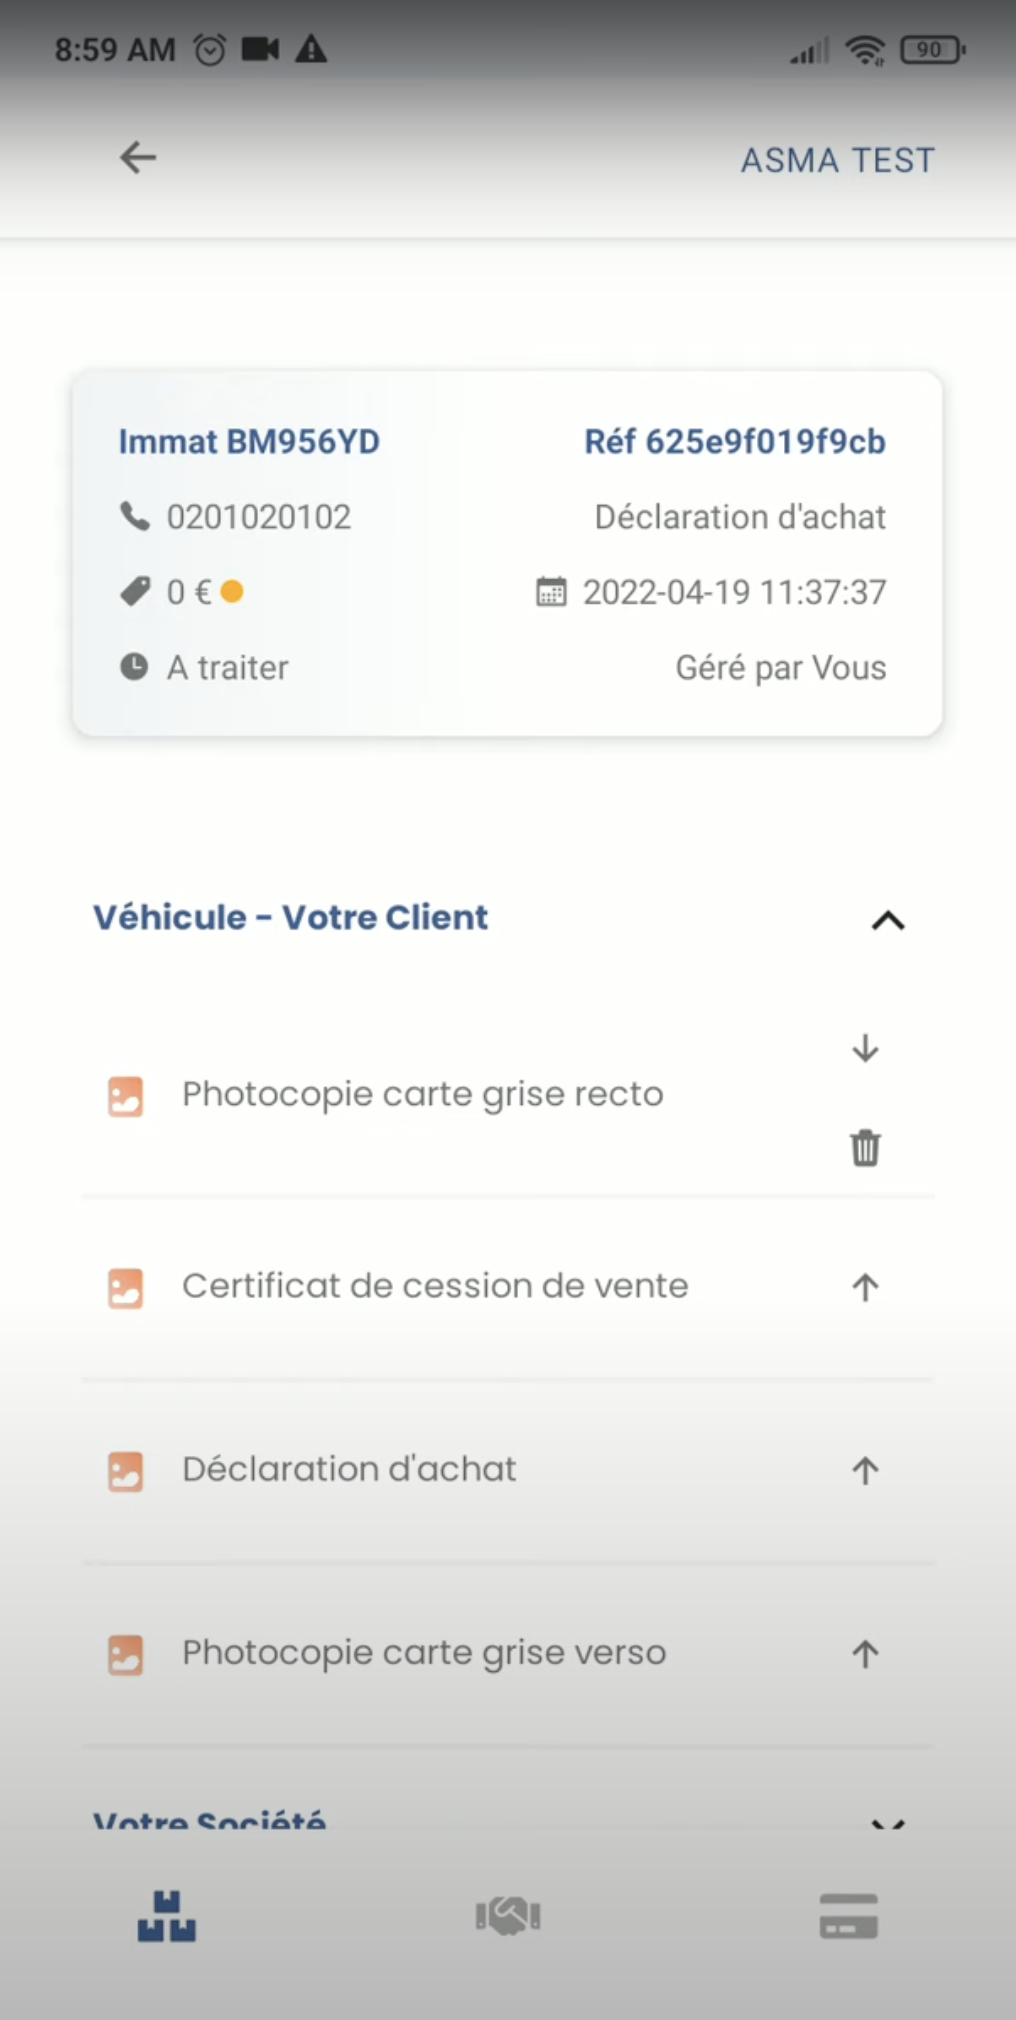 8:59 AM
90
ASMA TEST
Immat BM956YD
Réf 625e9f019f9cb
0201020102
Déclaration d'achat
0 €
2022-04-19 11:37:37
A traiter
Géré par Vous
Véhicule - Votre Client
Photocopie carte grise recto
Certificat de cession de vente
Déclaration d'achat
Photocopie carte grise verso
Votre Société